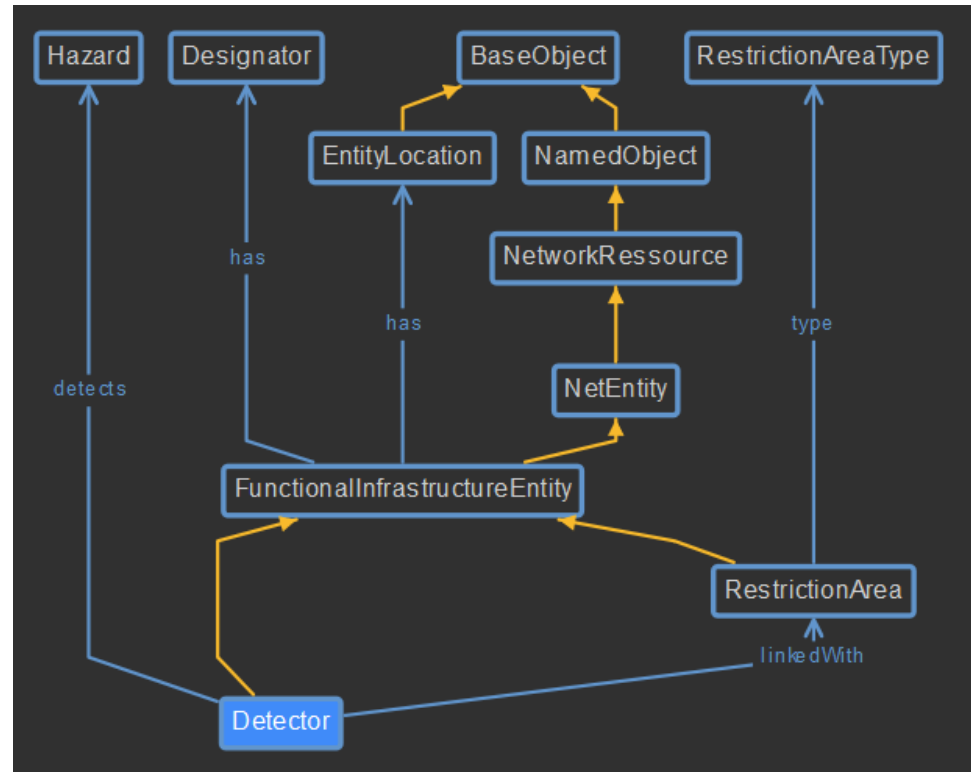 Hazard
Designator
BaseObject
RestrictionAreaType
EntityLocation
NamedObject
NetworkRessource
has
has
type
detects
NetEntity
FunctionalInfrastructureEntity
RestrictionArea
linkedWith
Detector